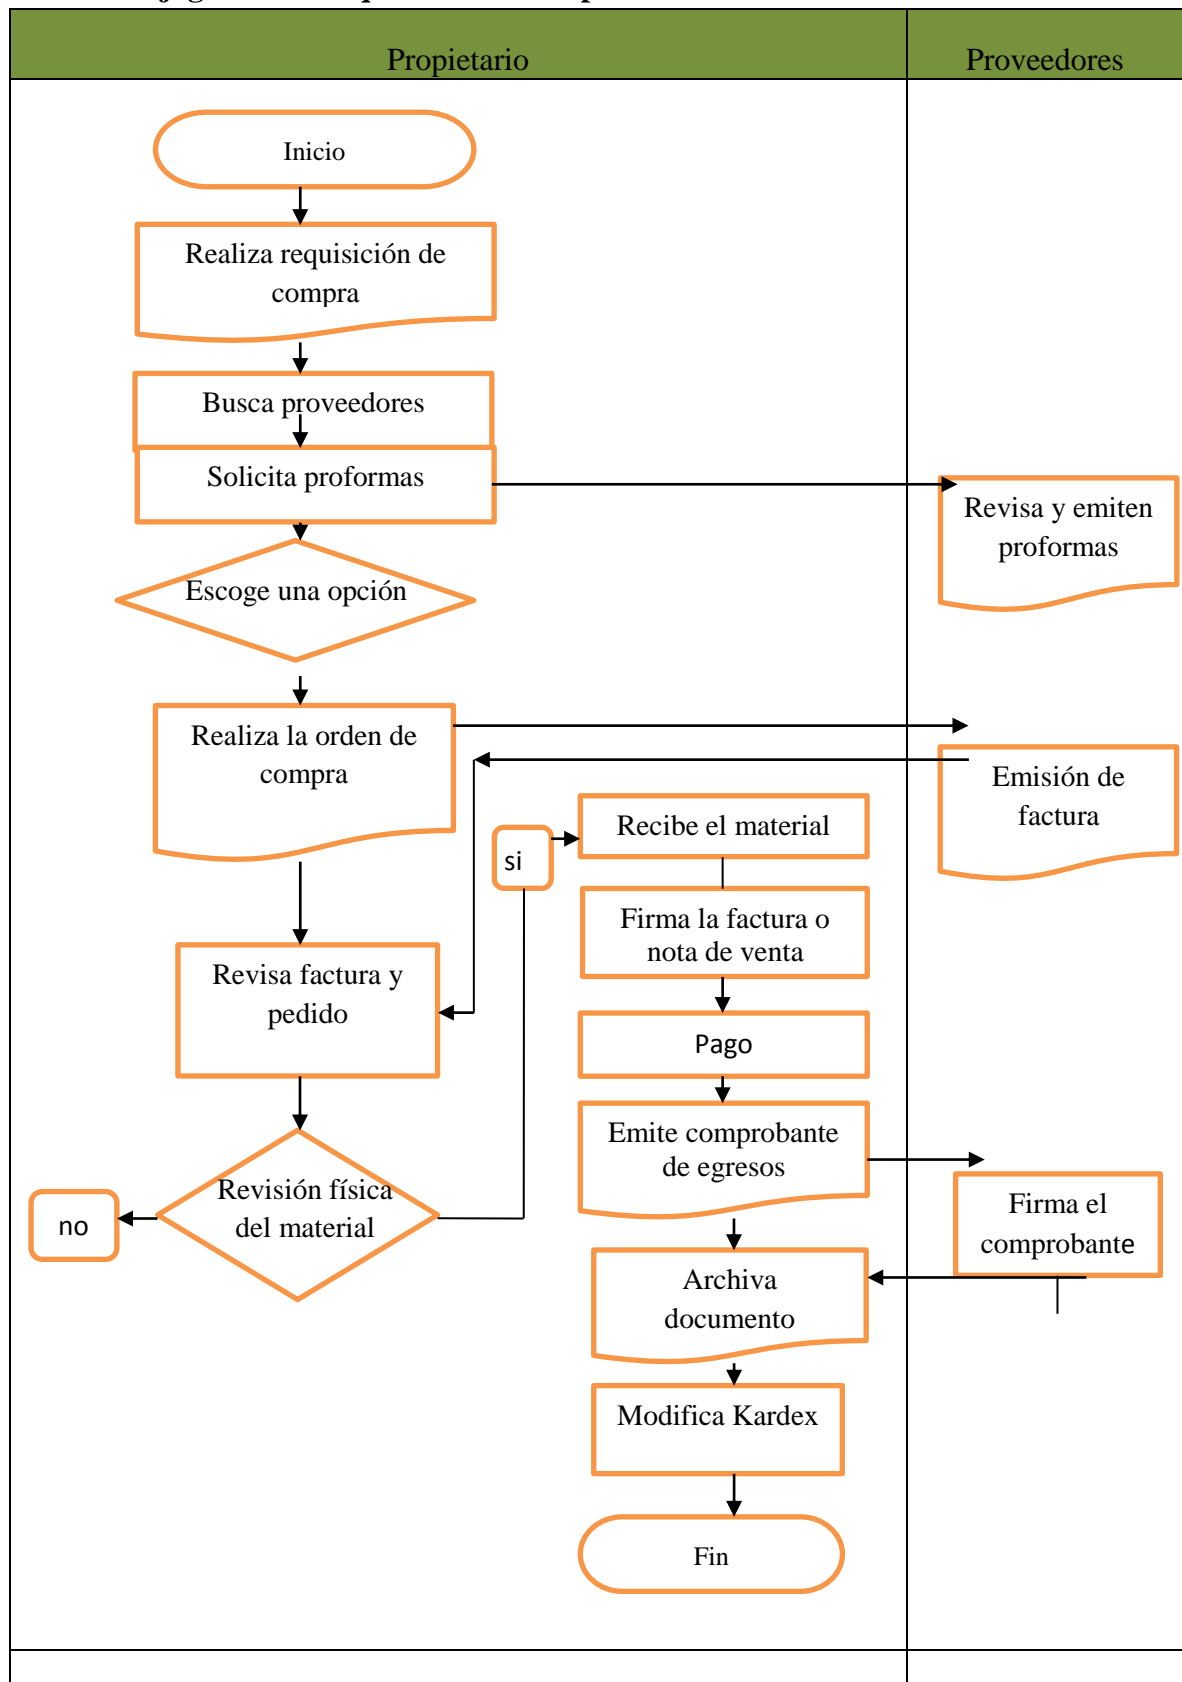 Propietario
Proveedores
Inicio
Realiza requisición de
compra
Busca proveedores
Solicita proformas
Revisa y emiten
proformas
Escoge una opción
Realiza la orden de
compra
Emisión de
factura
Recibe el material
si
Firma la factura o
nota de venta
Revisa factura y
pedido
Pago
Emite comprobante
de egresos
Revisión física
del material
no
Firma el
comprobante
Archiva
documento
Modifica Kardex
Fin